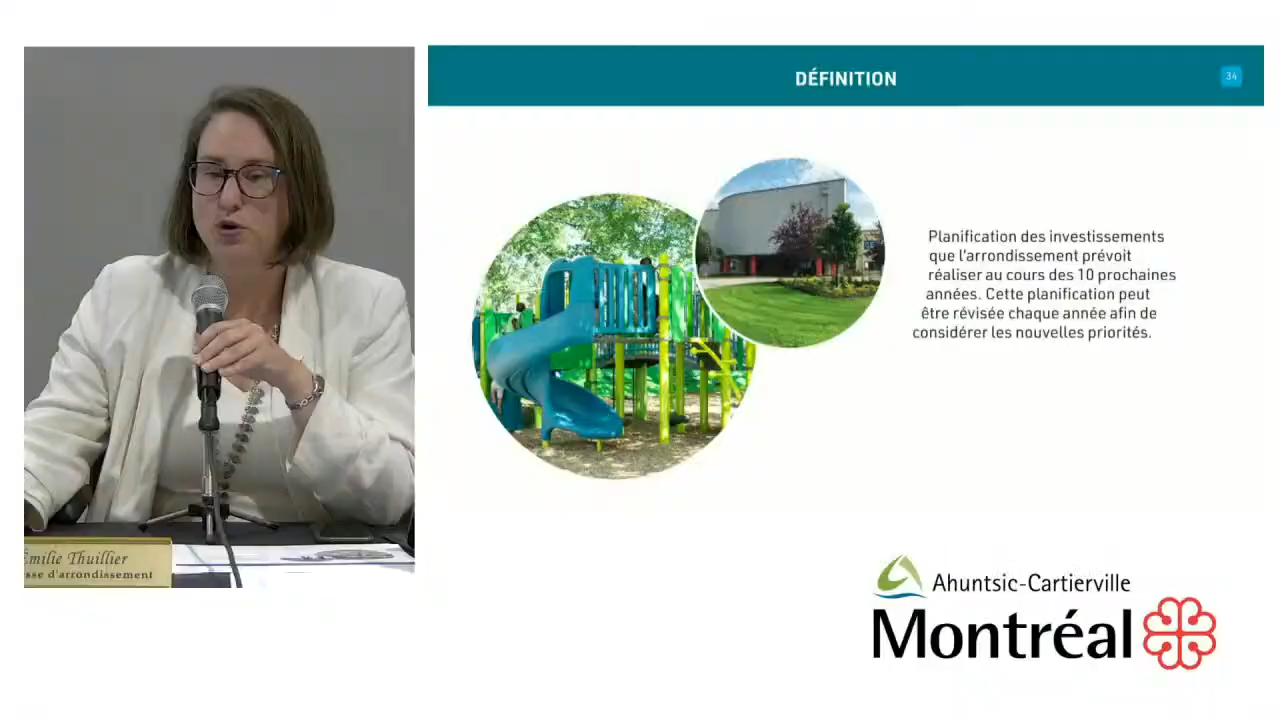 DÉFINITION
34
Planification des investissements
que l'arrondissement prévoit
réaliser au cours des 10 prochaines
années. Cette planification peut
être révisée chaque année afin de
considérer les nouvelles priorités.
Émilie Thuillier
sse d'arrondissement
Ahuntsic-Cartierville
Montréal